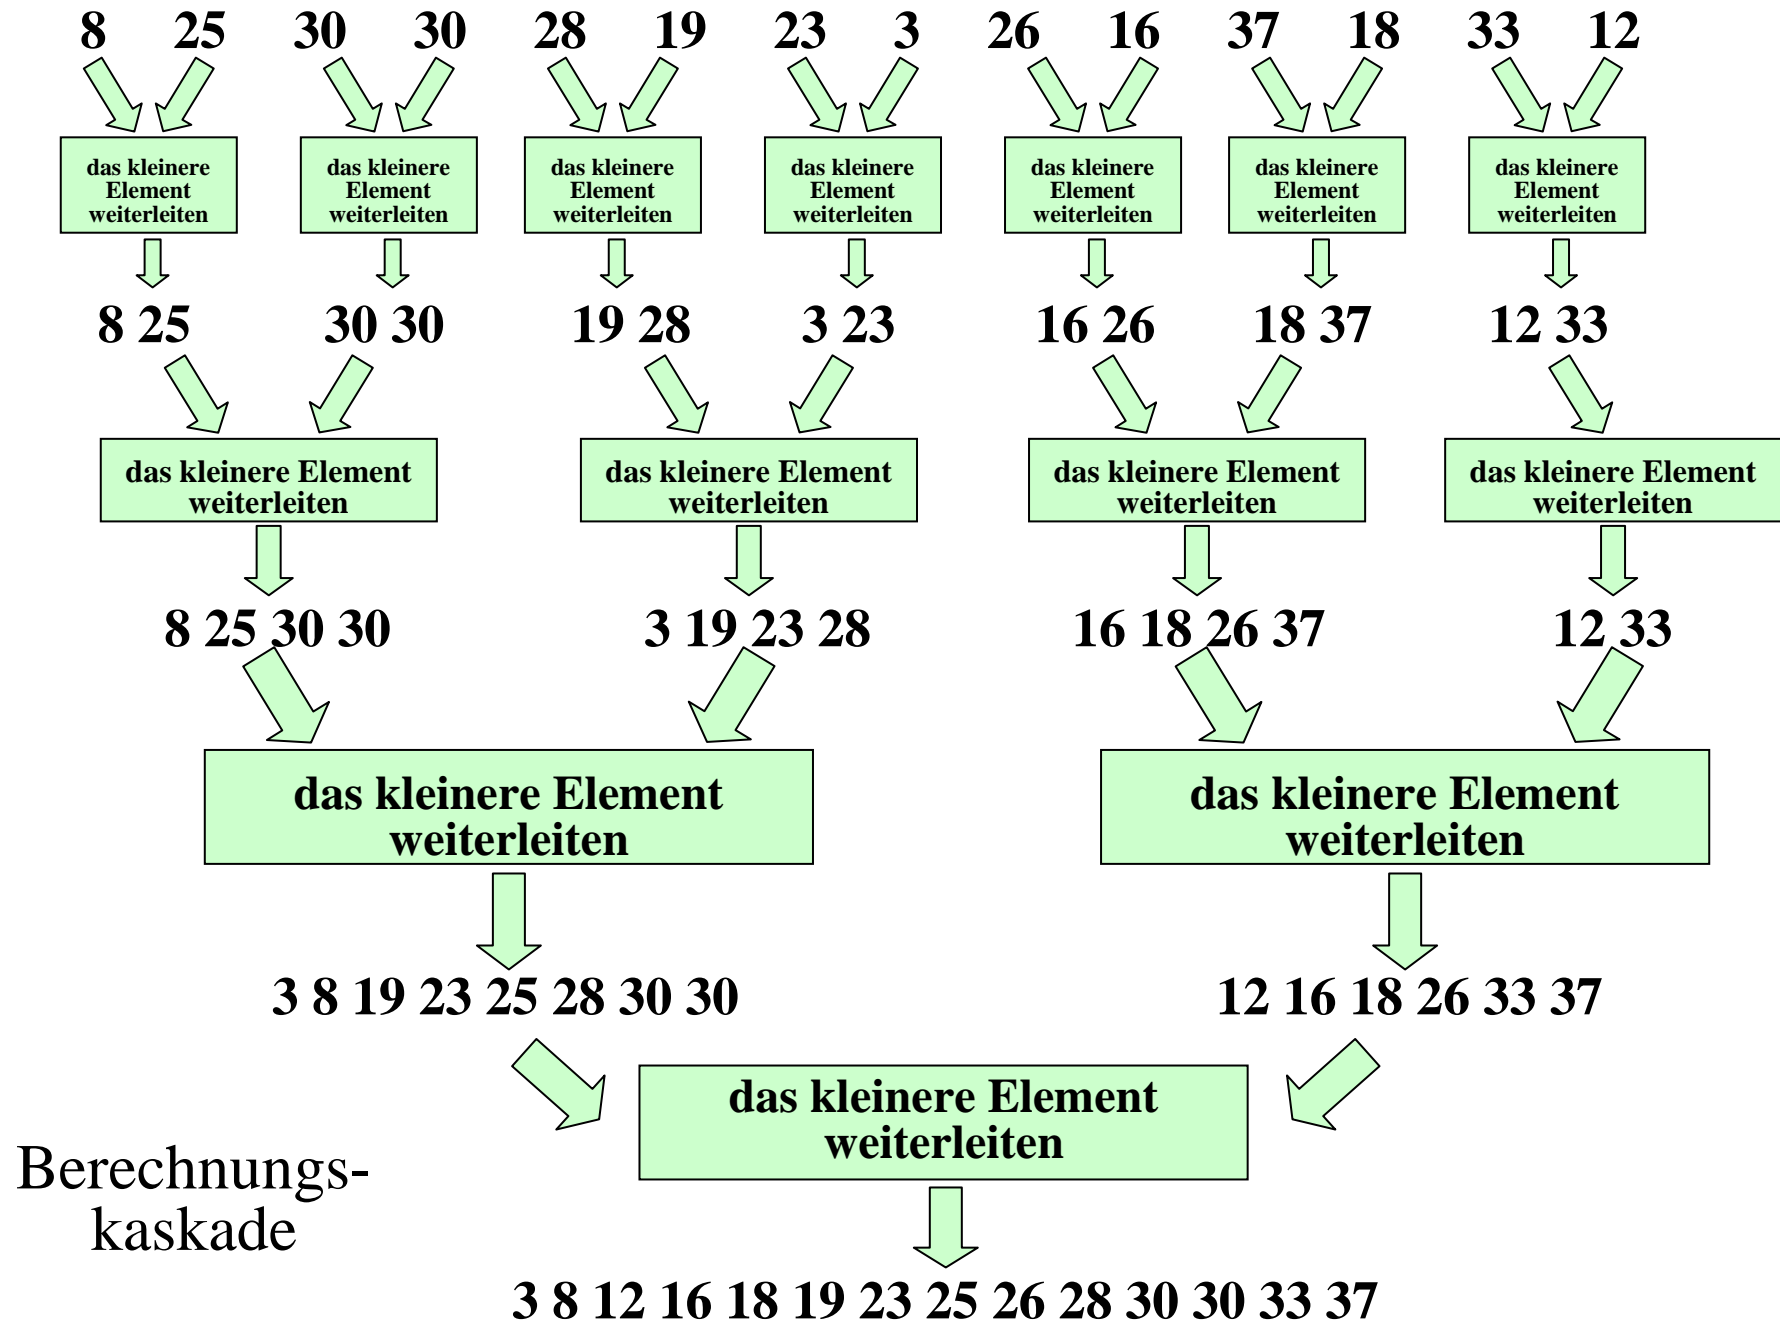 8 25 30 30 28 19 23 3 26 16 37 18 33 12
das kleinere das kleinere das kleinere das kleinere das kleinere das kleinere das kleinere
Element Element Element Element Element Element Element
weiterleiten weiterleiten weiterleiten weiterleiten weiterleiten weiterleiten weiterleiten
8 25 30 30 19 28 3 23 16 26 18 37 12 33
das kleinere Element das kleinere Element das kleinere Element das kleinere Element
weiterleiten weiterleiten weiterleiten weiterleiten
8 25 30 30 3 19 23 28 16 18 26 37 12 33
das kleinere Element das kleinere Element
weiterleiten weiterleiten
3 8 19 23 25 28 30 30 12 16 18 26 33 37
das kleinere Element
weiterleiten
Berechnungs-
kaskade
3 8 12 16 18 19 23 25 26 28 30 30 33 37